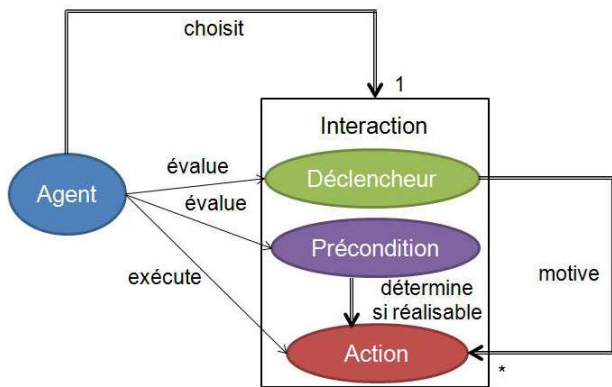 choisit
1
Interaction
évalue
Déclencheur
Agent
évalue
Précondition
exécute
détermine
si réalisable
motive
Action
*